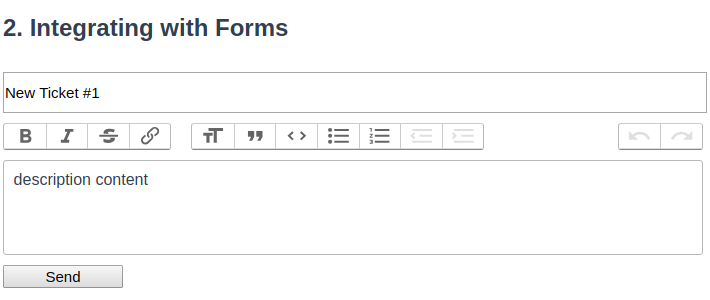 2. Integrating with Forms
New Ticket #1
description content
Send